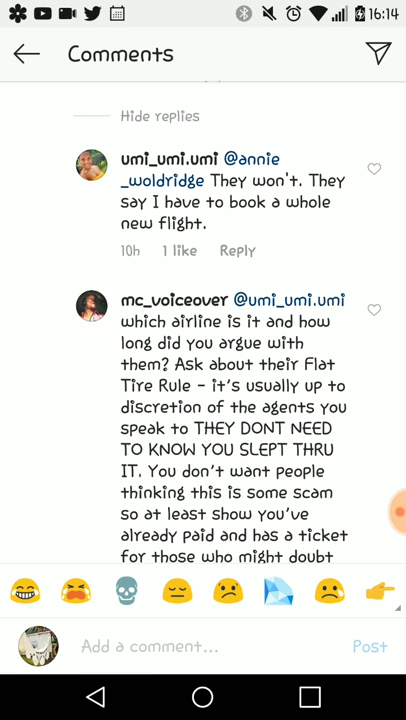 16:14
Comments
Hide replies
umi_umi.umi @annie
_woldridge They won't. They
say I have to book a whole
new flight.
10h 1 like Reply
mc_voiceover @umi_umi.umi
which airline is it and how
long did you argue with
them? Ask about their Flat
Tire Rule - it's usually up to
discretion of the agents you
speak to THEY DONT NEED
TO KNOW YOU SLEPT THRU
IT. You don't want people
thinking this is some scam
so at least show you've
already paid and has a ticket
for those who might doubt
Add a comment... Post